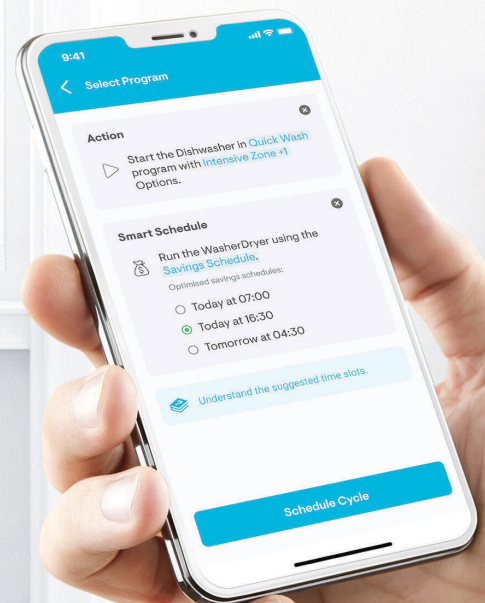 9:41
Select Program
Action
Start the Dishwasher in Quick Wash
program with Intensive Zone +1
Options.
Smart Schedule
Run the WasherDryer using the
Savings Schedule.
Optimised savings schedules:
Today at 07:00
Today at 16:30
Tomorrow at 04:30
Understand the suggested time slots.
Schedule Cycle